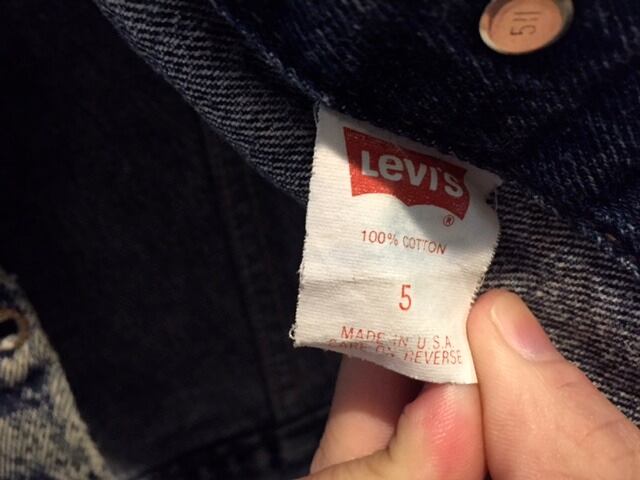 511
LEVI'S
®
100% COTTON
5
MADE IN U.S.A.
CARE ON REVERSE